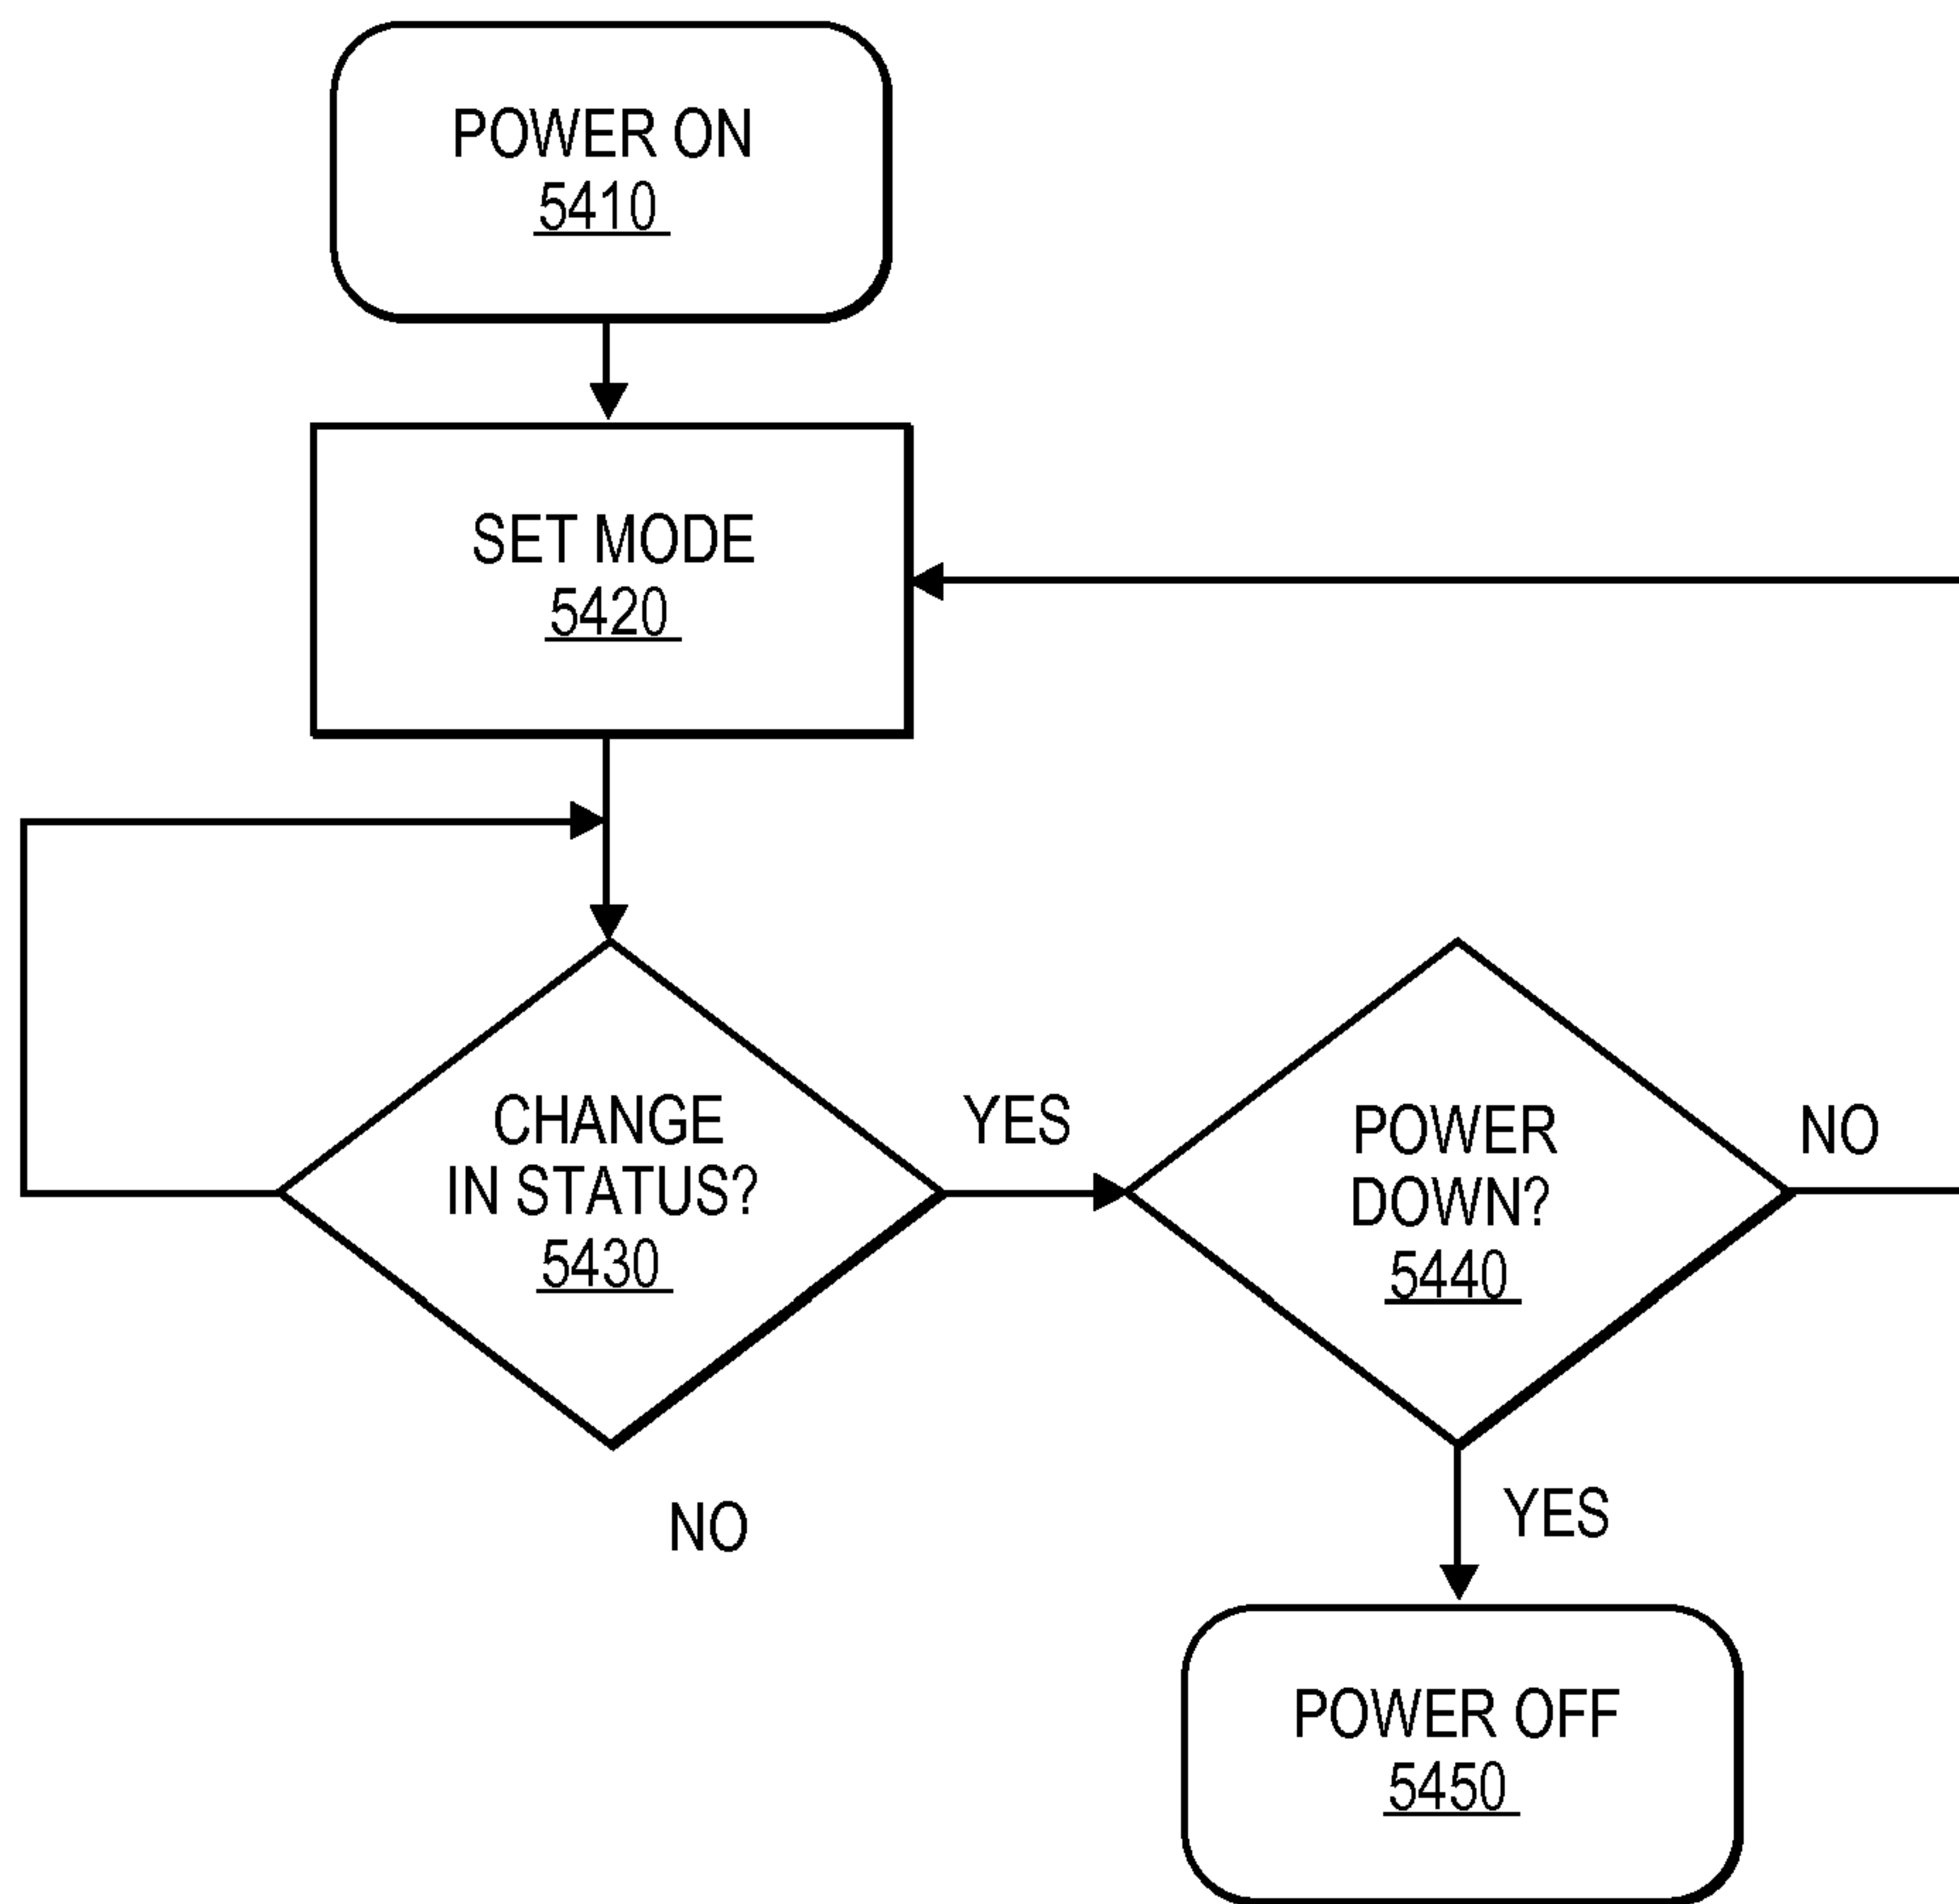 POWER ON
5410
SET MODE
5420
CHANGE
IN STATUS?
5430
YES
POWER
DOWN?
5440
NO
NO
YES
POWER OFF
5450